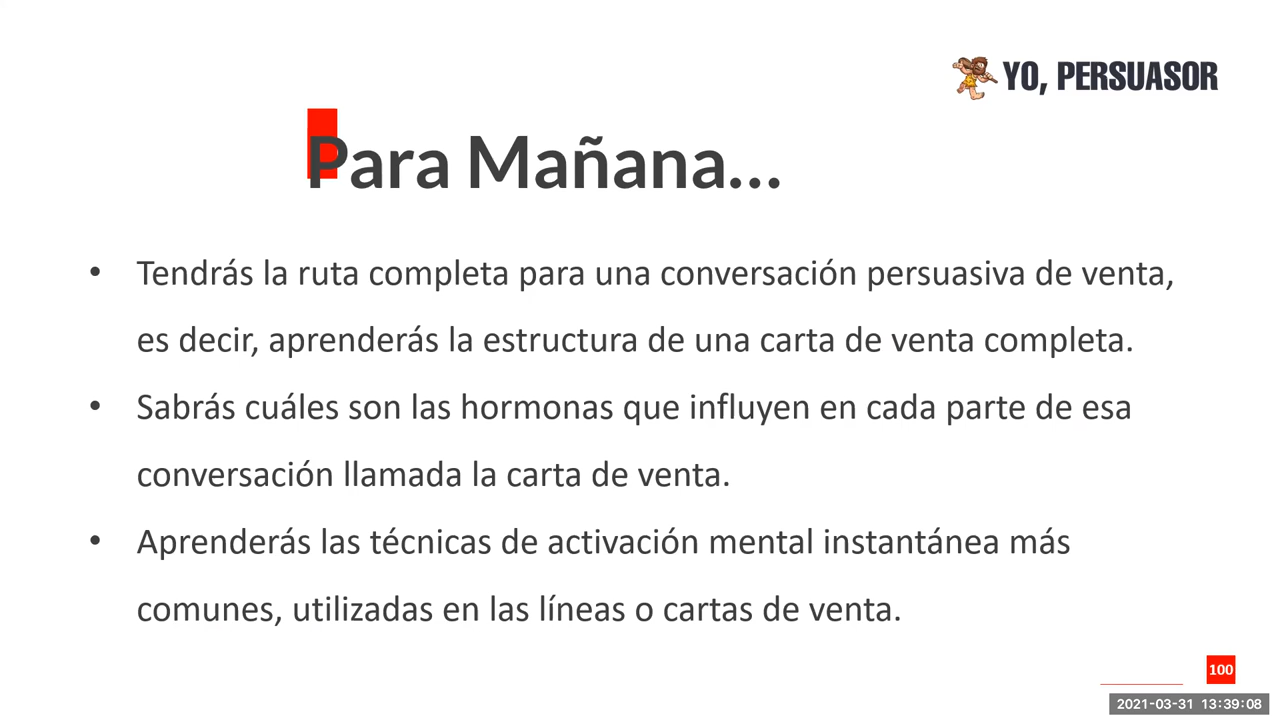 YO, PERSUASOR
Para Mañana...
• Tendrás la ruta completa para una conversación persuasiva de venta,
es decir, aprenderás la estructura de una carta de venta completa.
• Sabrás cuáles son las hormonas que influyen en cada parte de esa
conversación llamada la carta de venta.
• Aprenderás las técnicas de activación mental instantánea más
comunes, utilizadas en las líneas o cartas de venta.
100
2021-03-31 13:39:08